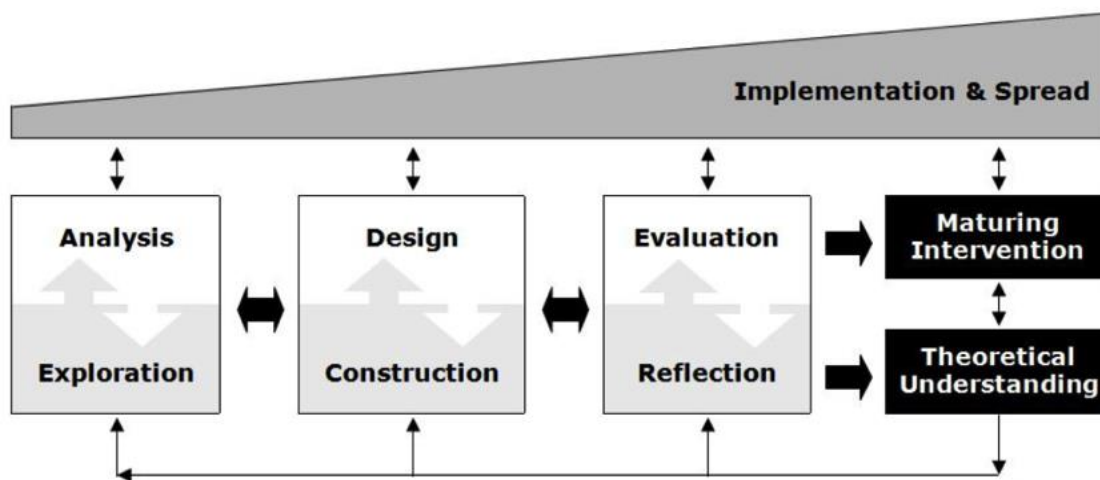 Implementation & Spread
Analysis
Exploration
Design
Construction
Evaluation
Reflection
Maturing
Intervention
Theoretical
Understanding